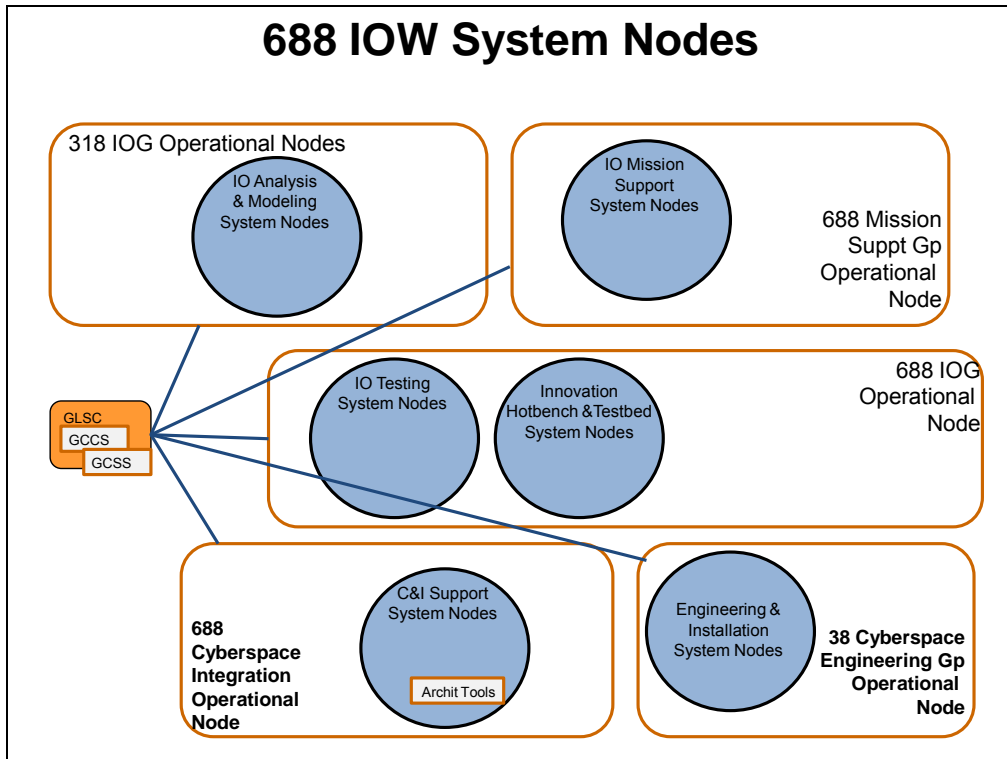 688 IOW System Nodes
318 IOG Operational Nodes
IO Analysis
& Modeling
System Nodes
IO Mission
Support
System Nodes
688 Mission
Suppt Gp
Operational
Node
IO Testing
System Nodes
Innovation
Hotbench &Testbed
System Nodes
688 IOG
Operational
Node
GLSC
GCCS
GCSS
688
Cyberspace
Integration
Operational
Node
C&I Support
System Nodes
Archit Tools
Engineering &
Installation
System Nodes
38 Cyberspace
Engineering Gp
Operational
Node